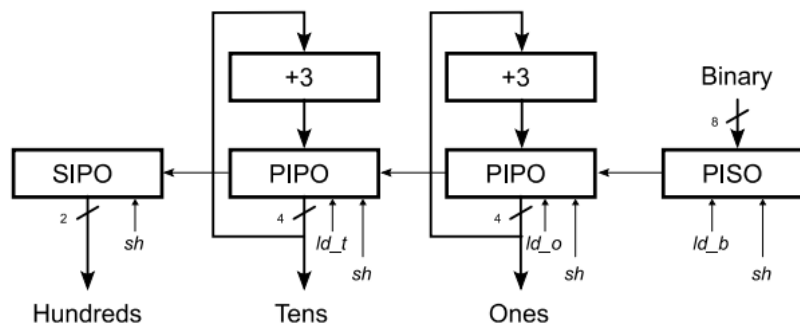 +3
+3
Binary
8
SIPO
PIPO
PIPO
PISO
2
4
4
sh
ld_t
ld_o
ld_b
sh
sh
sh
Hundreds
Tens
Ones